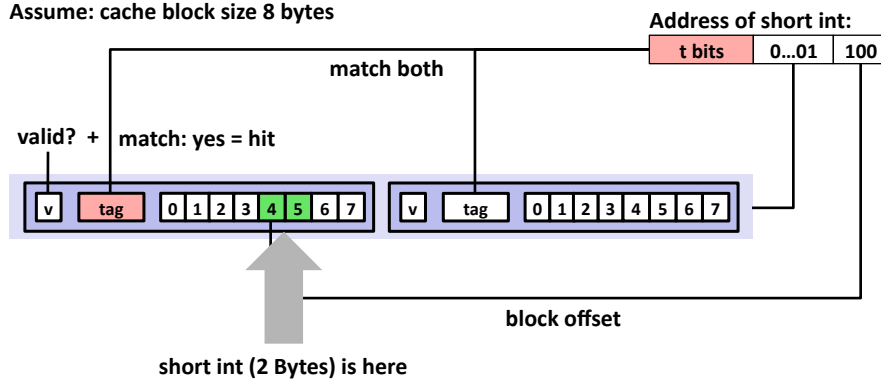 Assume: cache block size 8 bytes
Address of short int:
t bits 0...01 100
match both
valid? + match: yes = hit
v tag 0 1 2 3 4 5 6 7 v tag 0 1 2 3 4 5 6 7
block offset
short int (2 Bytes) is here